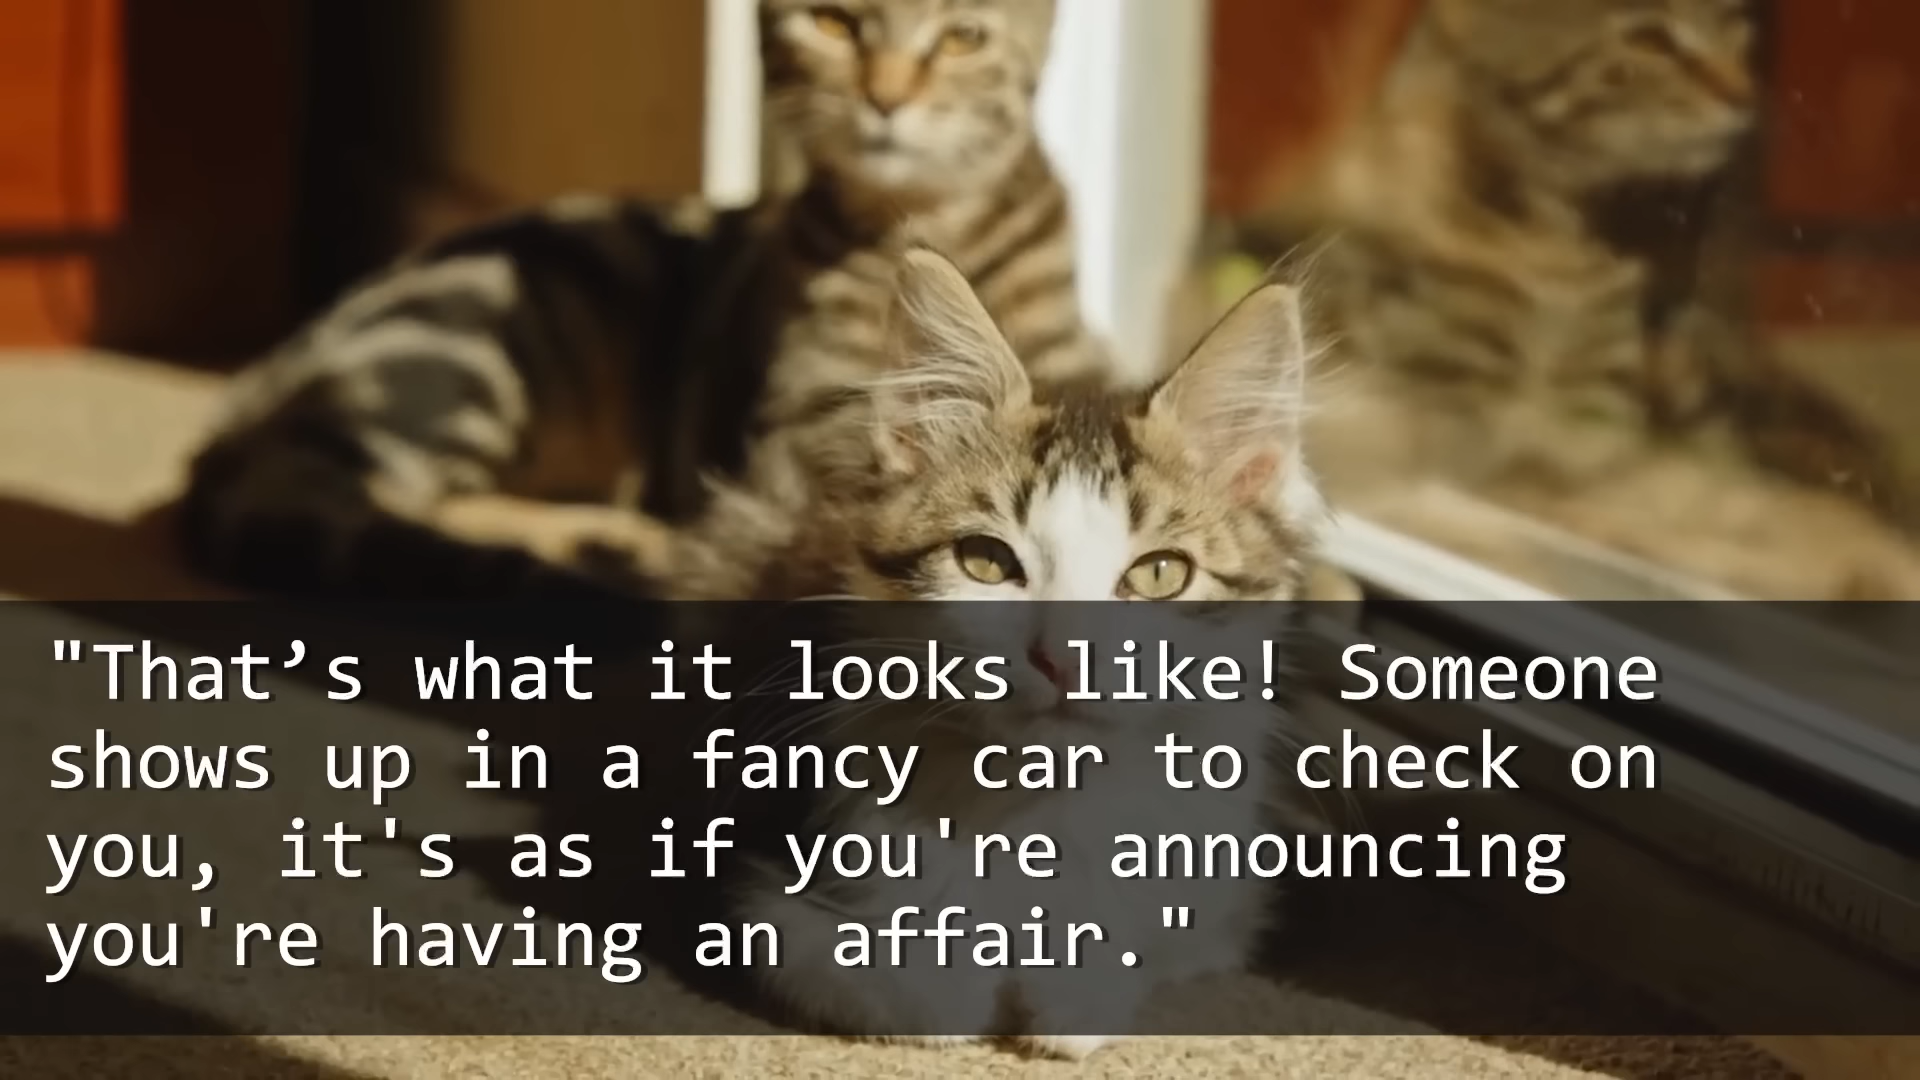 "That’s what it looks like! Someone
shows up in a fancy car to check on
you, it's as if you're announcing
you're having an affair."